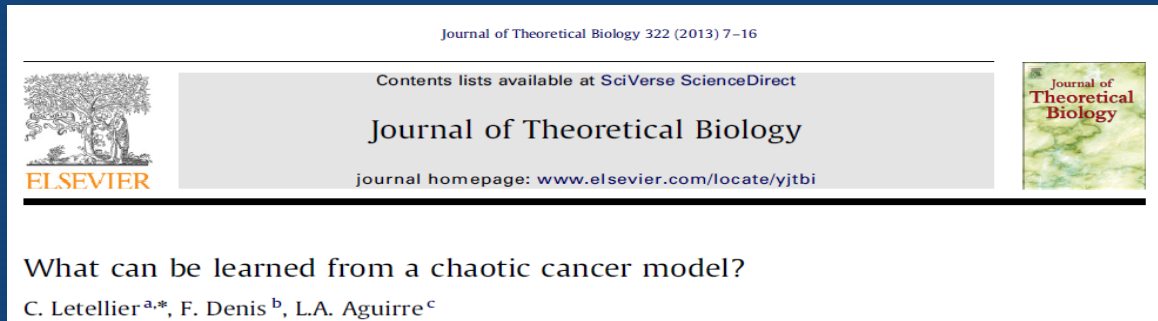 Journal of Theoretical Biology 322 (2013) 7–16
Contents lists available at SciVerse ScienceDirect
Journal of Theoretical Biology
journal homepage: www.elsevier.com/locate/yjtbi
ELSEVIER
Journal of
Theoretical
Biology
What can be learned from a chaotic cancer model?
C. Letellier a,*, F. Denis b, L.A. Aguirre c